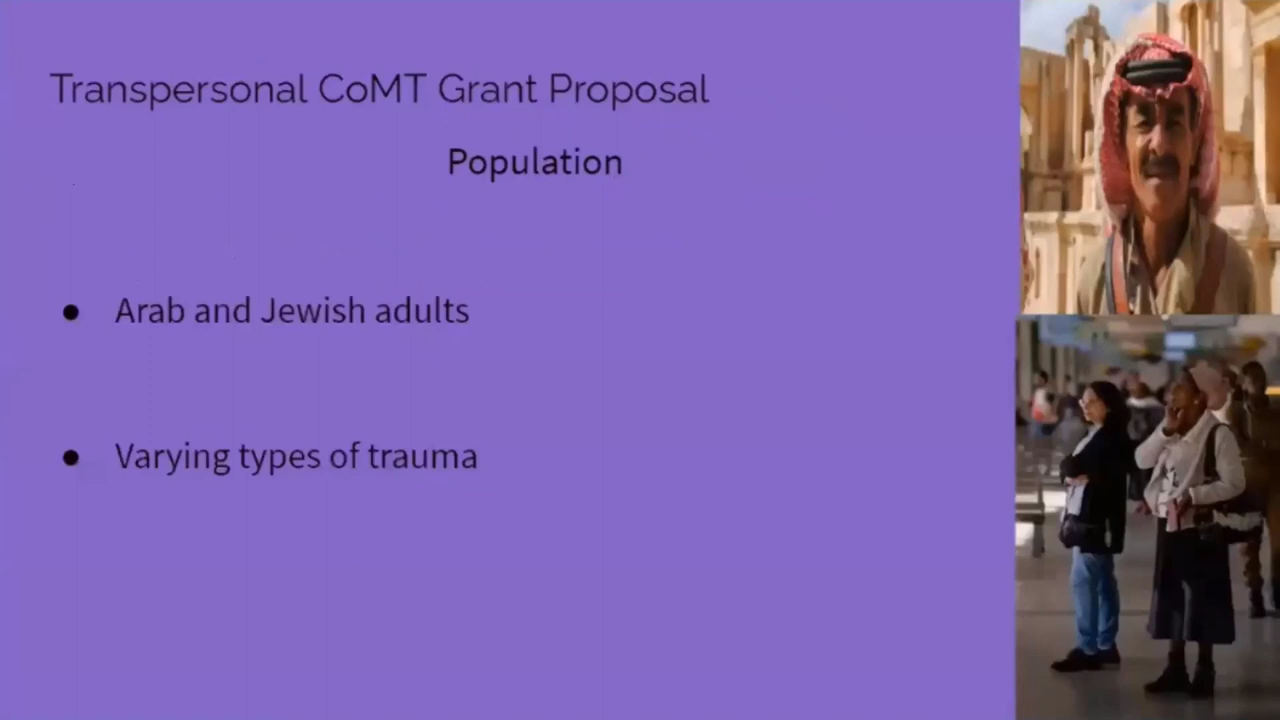 Transpersonal CoMT Grant Proposal
Population
● Arab and Jewish adults
● Varying types of trauma